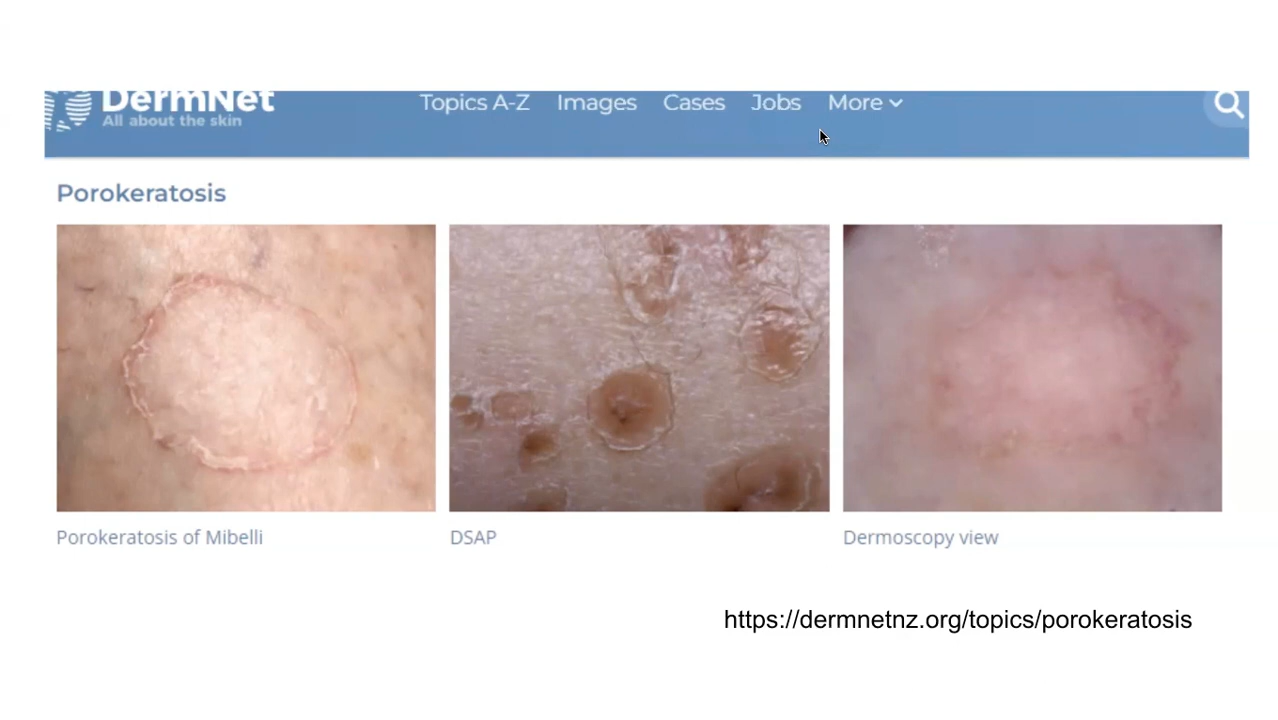 DermNet
All about the skin
Topics A-Z Images Cases Jobs More
Porokeratosis
Porokeratosis of Mibelli
DSAP
Dermoscopy view
https://dermnetnz.org/topics/porokeratosis